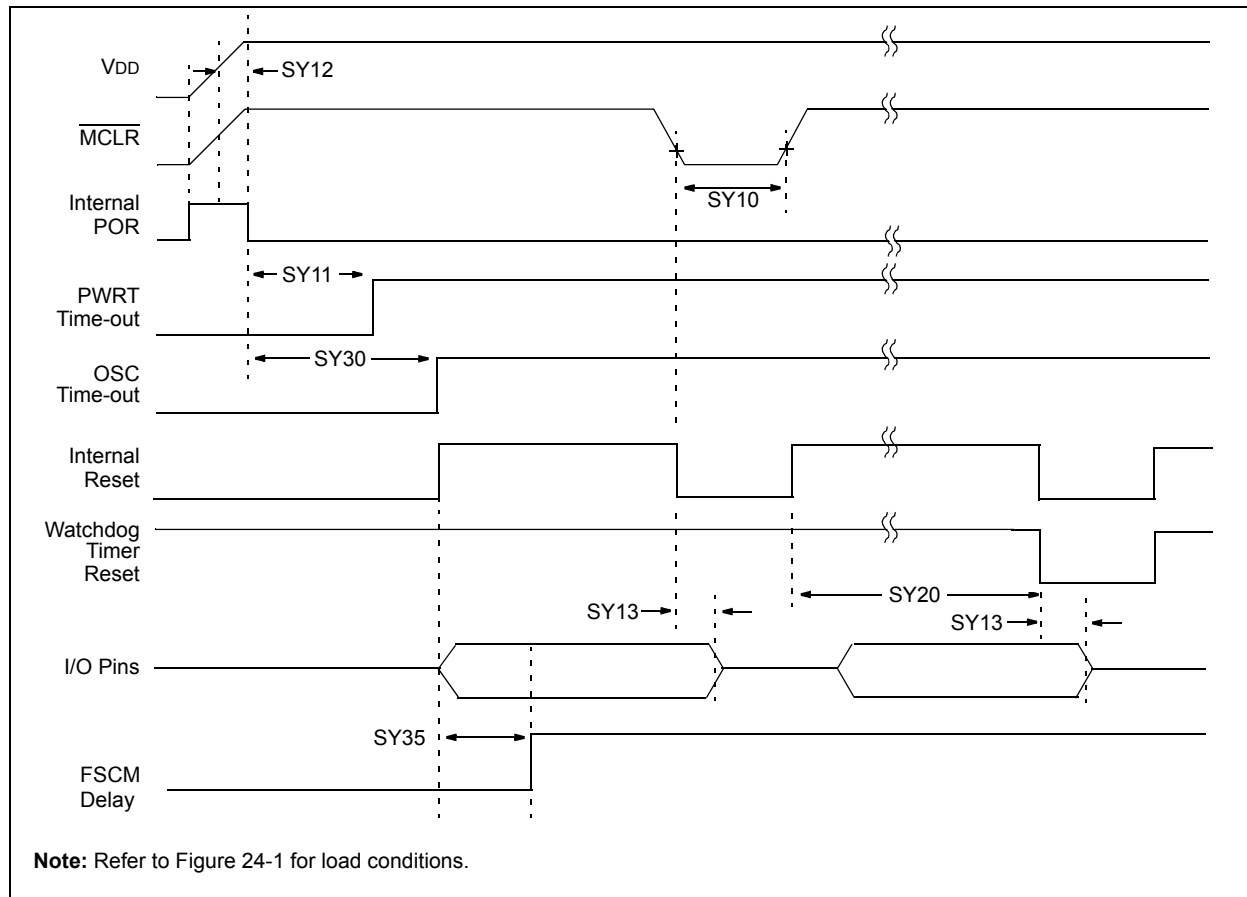 VDD
SY12
MCLR
SY10
Internal
POR
SY11
PWRT
Time-out
SY30
OSC
Time-out
Internal
Reset
Watchdog
Timer
Reset
SY20
SY13
SY13
I/O Pins
SY35
FSCM
Delay
Note: Refer to Figure 24-1 for load conditions.